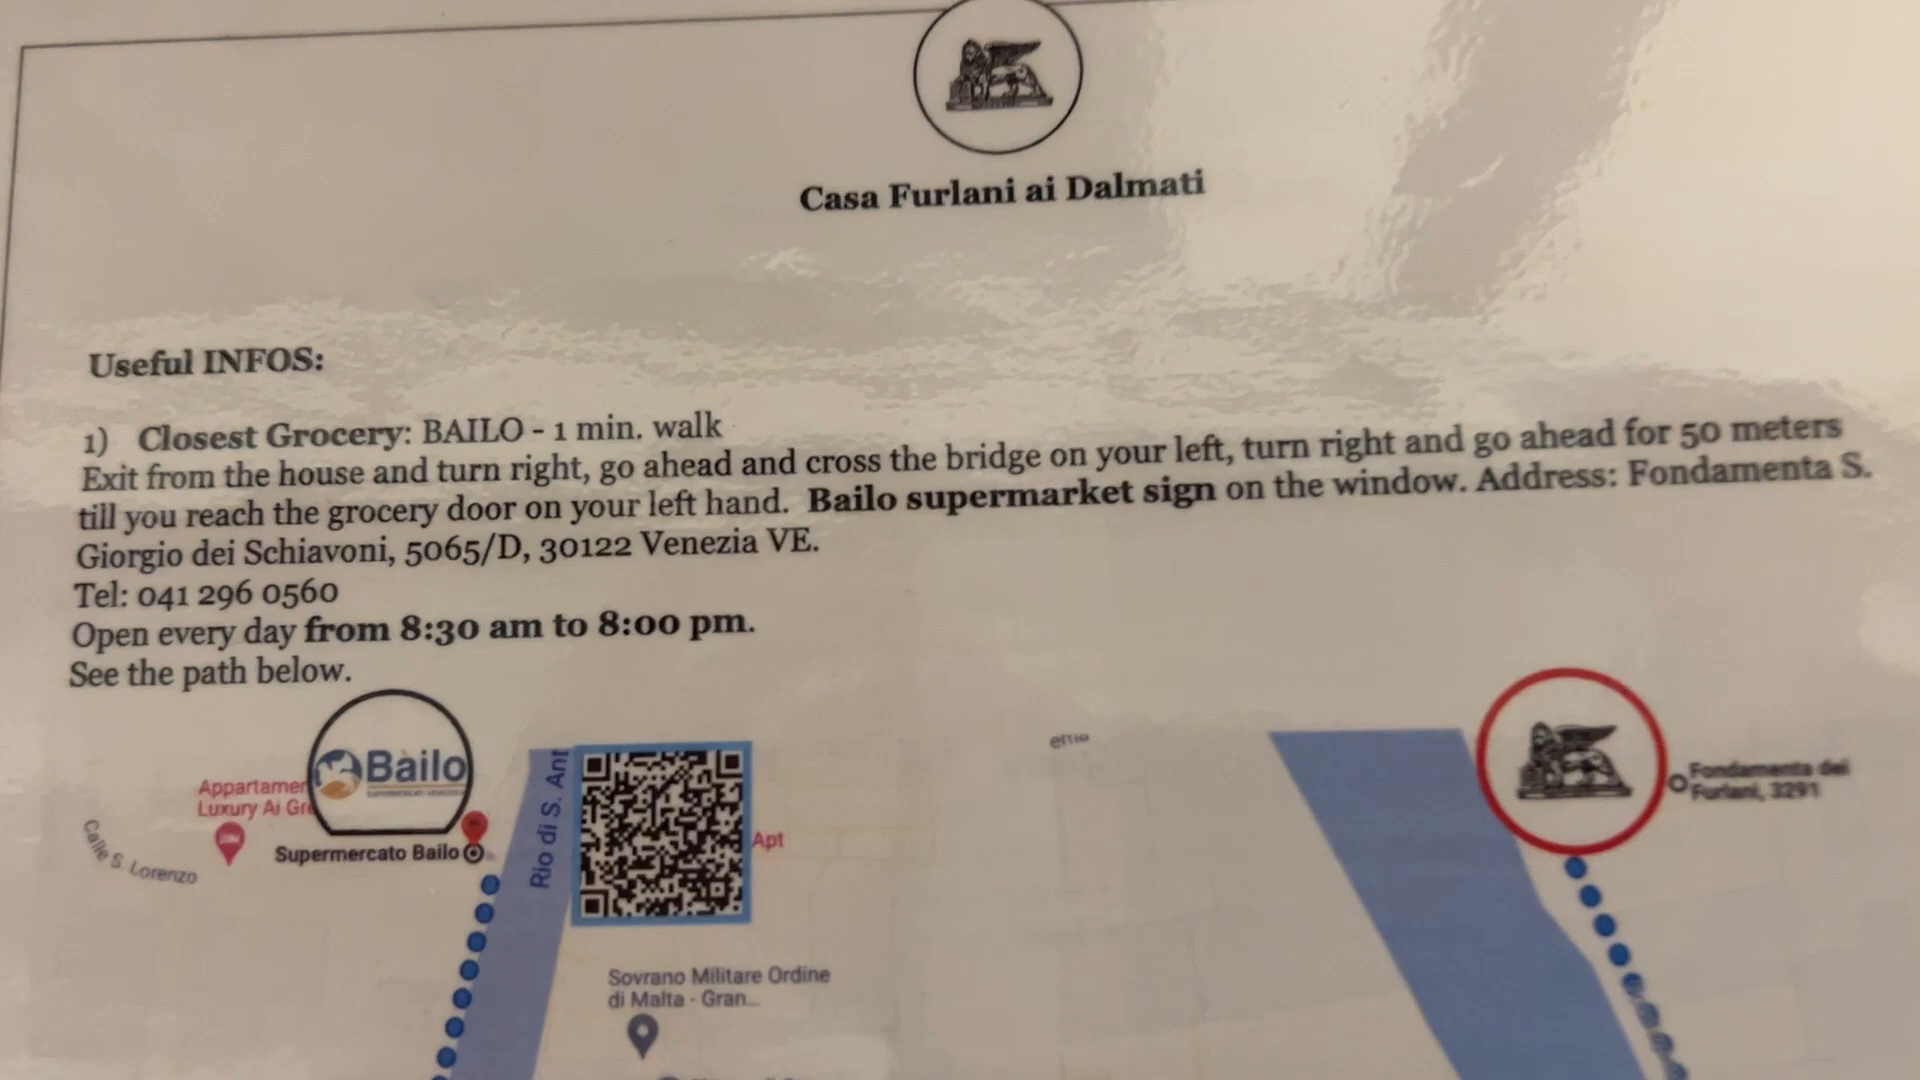 Casa Furlani ai Dalmati
Useful INFOS:
1) Closest Grocery: BAILO - 1 min. walk
Exit from the house and turn right, go ahead and cross the bridge on your left, turn right and go ahead for 50 meters
till you reach the grocery door on your left hand. Bailo supermarket sign on the window. Address: Fondamenta S.
Giorgio dei Schiavoni, 5065/D, 30122 Venezia VE.
Tel: 041 296 0560
Open every day from 8:30 am to 8:00 pm.
See the path below.
Bailo
Appartamen
Luxury Ai Gre
Supermercato Bailo
Calle S. Lorenzo
Rio di S. Ant
Apt
Sovrano Militare Ordine
di Malta - Gran...
Fondamenta dei
Furlani, 3291